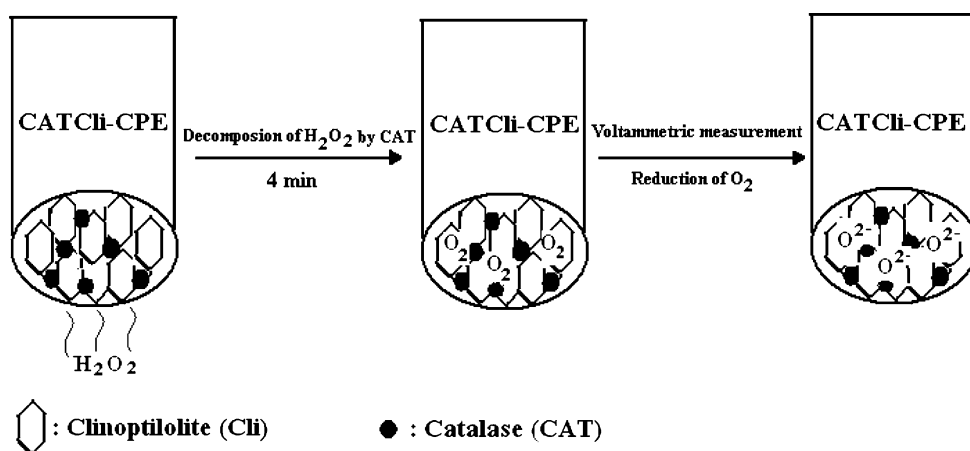 CATCli-CPE
Decomposion of H₂O₂ by CAT
4 min
CATCli-CPE
Voltammetric measurement
Reduction of O₂
CATCli-CPE
O₂ O₂
O₂
O²⁻ O²⁻
O²⁻
H₂O₂
: Clinoptilolite (Cli)
: Catalase (CAT)